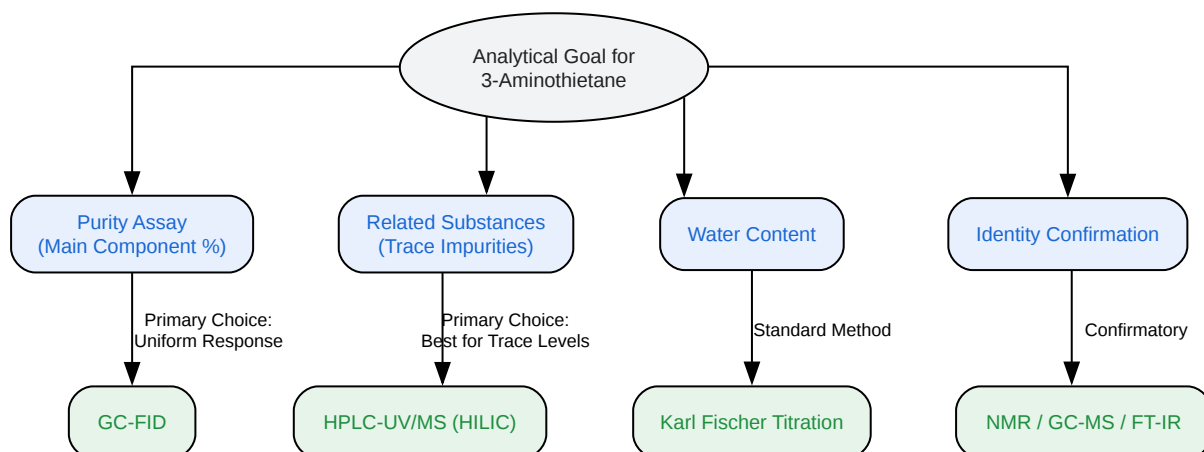 Analytical Goal for
3-Aminothietane
Purity Assay
(Main Component %)
Related Substances
(Trace Impurities)
Water Content
Identity Confirmation
Primary Choice:
Uniform Response
Primary Choice:
Best for Trace Levels
Standard Method
Confirmatory
GC-FID
HPLC-UV/MS (HILIC)
Karl Fischer Titration
NMR / GC-MS / FT-IR